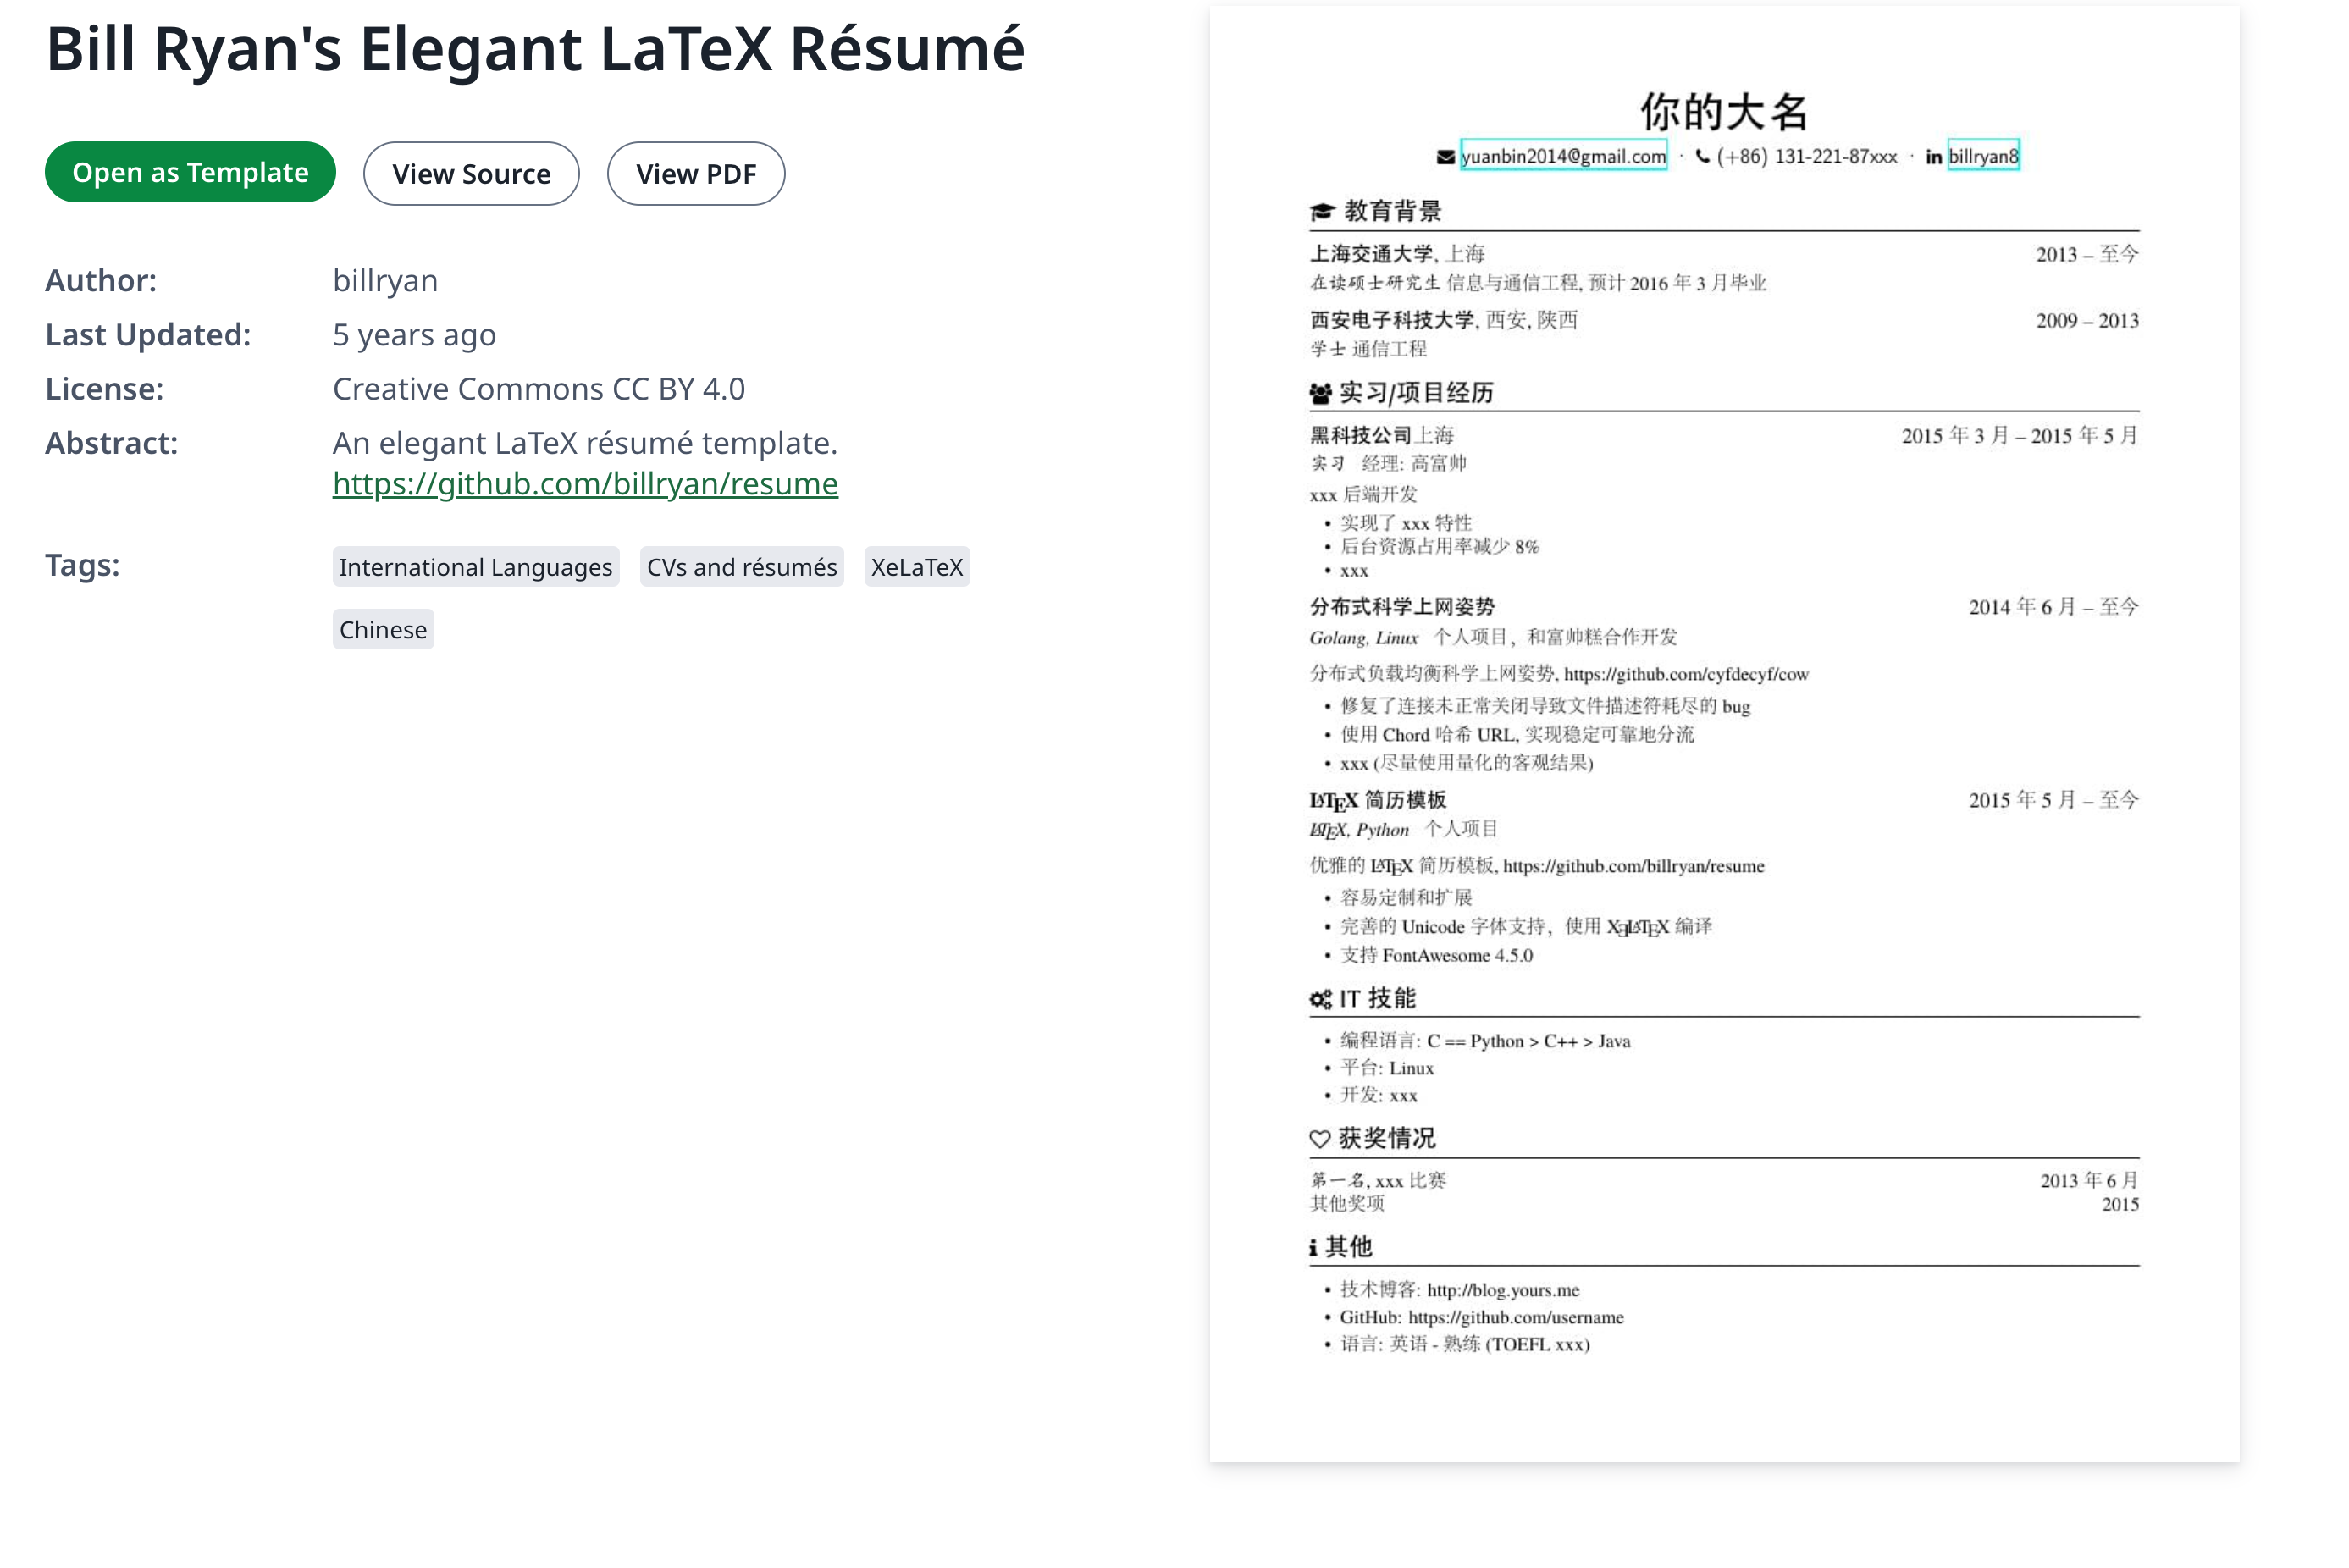 Bill Ryan's Elegant LaTeX Résumé
Open as Template
View Source
View PDF
Author: billryan
Last Updated: 5 years ago
License: Creative Commons CC BY 4.0
Abstract: An elegant LaTeX résumé template.
https://github.com/billryan/resume
Tags: International Languages CVs and résumés XeLaTeX
Chinese
你的大名
yuanbin2014@gmail.com · (+86) 131-221-87xxx · in billryan8
教育背景
上海交通大学, 上海 2013 – 至今
在读硕士研究生 信息与通信工程, 预计 2016 年 3 月毕业
西安电子科技大学, 西安, 陕西 2009 – 2013
学士 通信工程
实习/项目经历
黑科技公司上海 2015 年 3 月 – 2015 年 5 月
实习 经理: 高富帅
xxx 后端开发
• 实现了 xxx 特性
• 后台资源占用率减少 8%
• xxx
分布式科学上网姿势 2014 年 6 月 – 至今
Golang, Linux 个人项目，和富帅糕合作开发
分布式负载均衡科学上网姿势, https://github.com/cyfdecyf/cow
• 修复了连接未正常关闭导致文件描述符耗尽的 bug
• 使用 Chord 哈希 URL, 实现稳定可靠地分流
• xxx (尽量使用量化的客观结果)
LaTeX 简历模板 2015 年 5 月 – 至今
LaTeX, Python 个人项目
优雅的 LaTeX 简历模板, https://github.com/billryan/resume
• 容易定制和扩展
• 完善的 Unicode 字体支持，使用 XeLaTeX 编译
• 支持 FontAwesome 4.5.0
IT 技能
• 编程语言: C == Python > C++ > Java
• 平台: Linux
• 开发: xxx
获奖情况
第一名, xxx 比赛 2013 年 6 月
其他奖项 2015
其他
• 技术博客: http://blog.yours.me
• GitHub: https://github.com/username
• 语言: 英语 - 熟练 (TOEFL xxx)